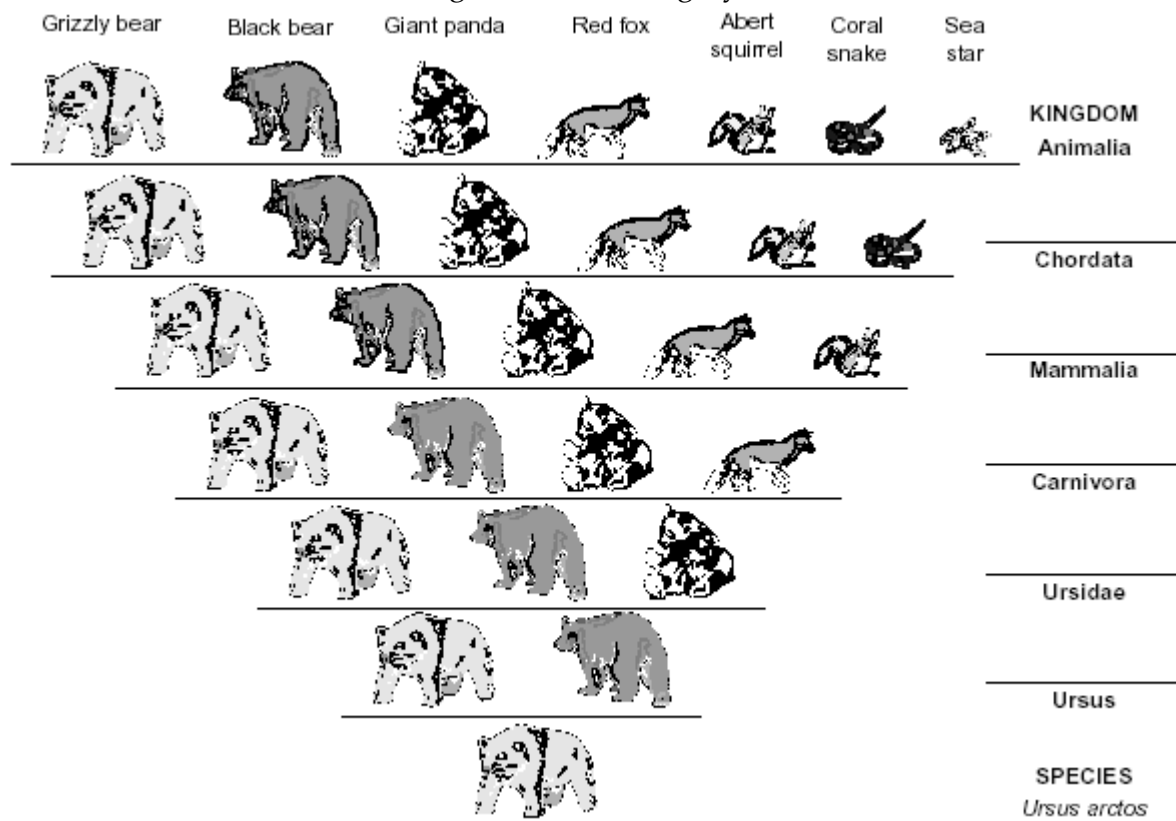 Grizzly bear
Black bear
Giant panda
Red fox
Abert
squirrel
Coral
snake
Sea
star
KINGDOM
Animalia
Chordata
Mammalia
Carnivora
Ursidae
Ursus
SPECIES
Ursus arctos